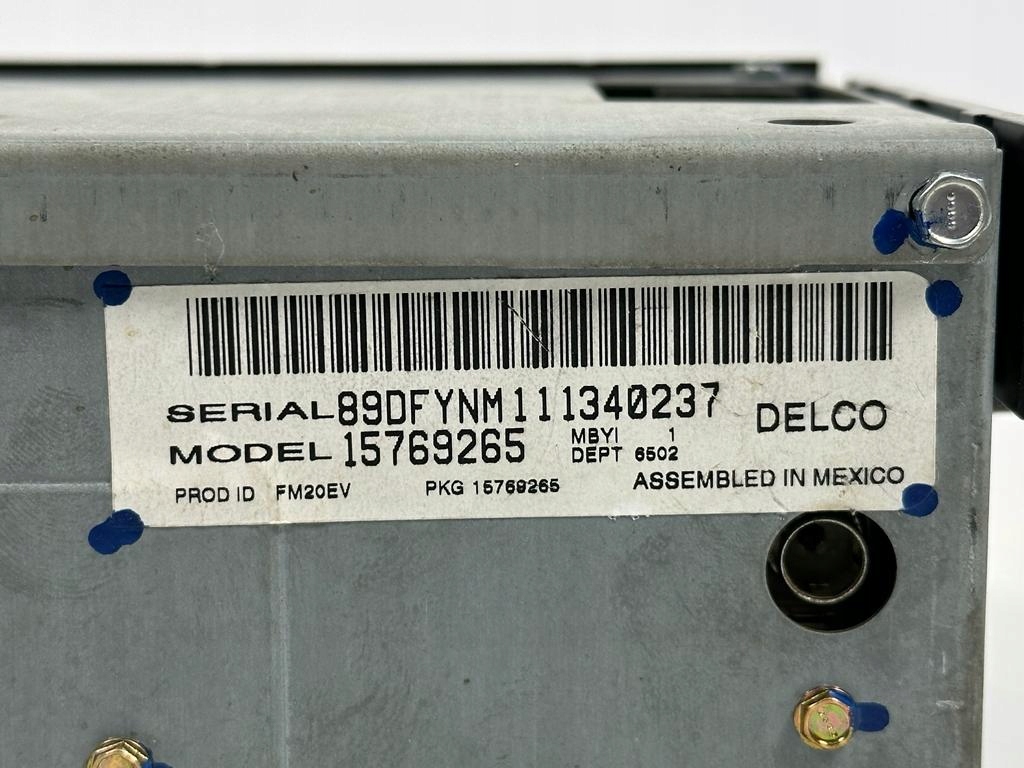 SERIAL 89DFYNM111340237
DELCO
MODEL 15769265
MBYI 1
DEPT 6502
PROD ID FM20EV PKG 15769265
ASSEMBLED IN MEXICO